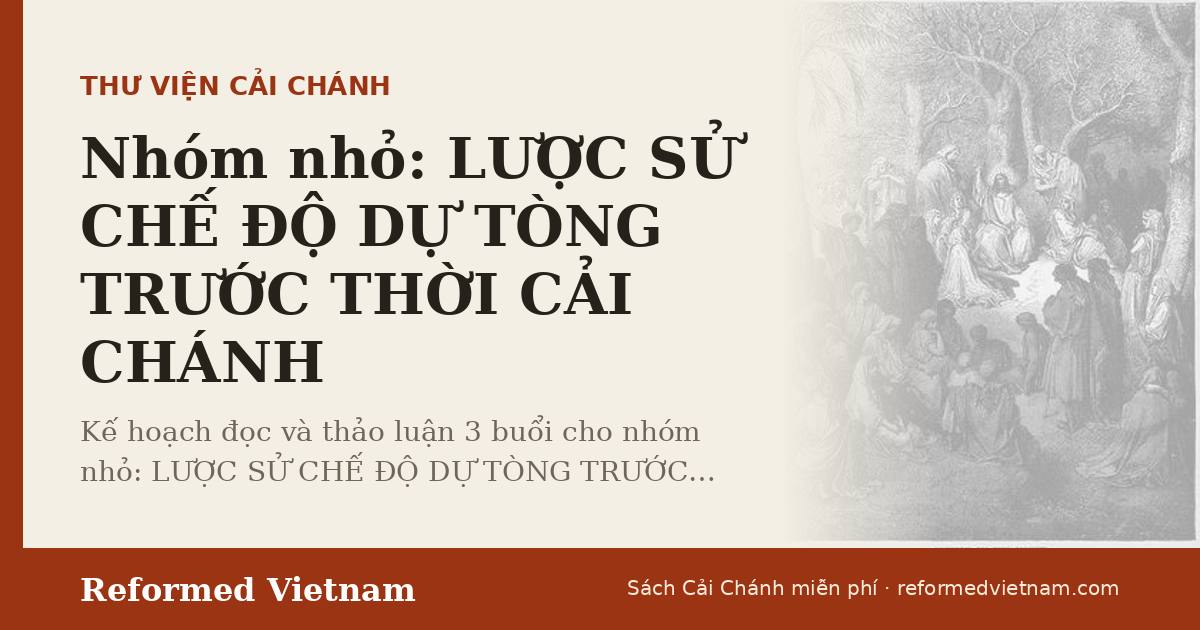 THƯ VIỆN CẢI CHÁNH
Nhóm nhỏ: LƯỢC SỬ
CHẾ ĐỘ DỰ TÒNG
TRƯỚC THỜI CẢI
CHÁNH
Kế hoạch đọc và thảo luận 3 buổi cho nhóm
nhỏ: LƯỢC SỬ CHẾ ĐỘ DỰ TÒNG TRƯỚC...
Reformed Vietnam
Sách Cải Chánh miễn phí · reformedvietnam.com